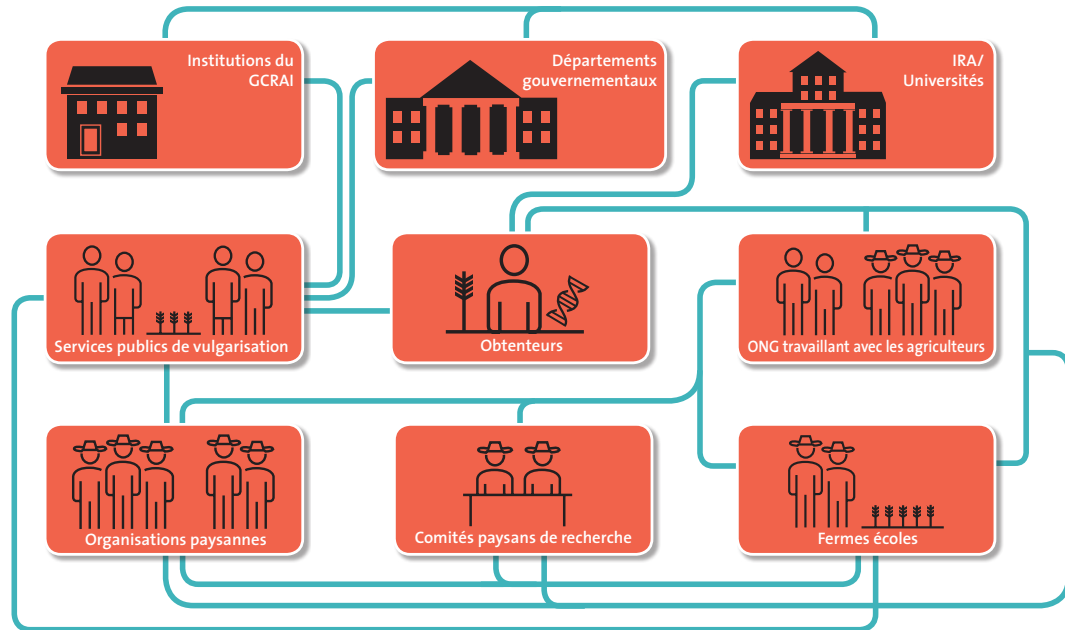 Institutions du
GCRAI
Départements
gouvernementaux
IRA/
Universités
Services publics de vulgarisation
Obtenteurs
ONG travaillant avec les agriculteurs
Organisations paysannes
Comités paysans de recherche
Fermes écoles